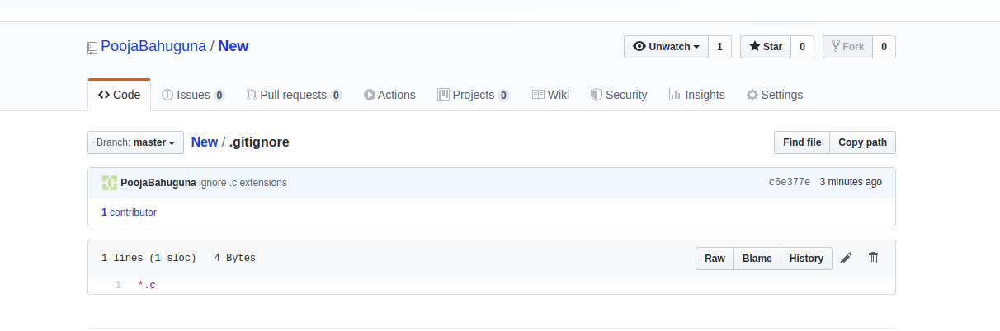 PoojaBahuguna / New
Unwatch 1 Star 0 Fork 0
Code Issues 0 Pull requests 0 Actions Projects 0 Wiki Security Insights Settings
Branch: master New / .gitignore Find file Copy path
PoojaBahuguna ignore .c extensions c6e377e 3 minutes ago
1 contributor
1 lines (1 sloc) 4 Bytes Raw Blame History
1 *.c